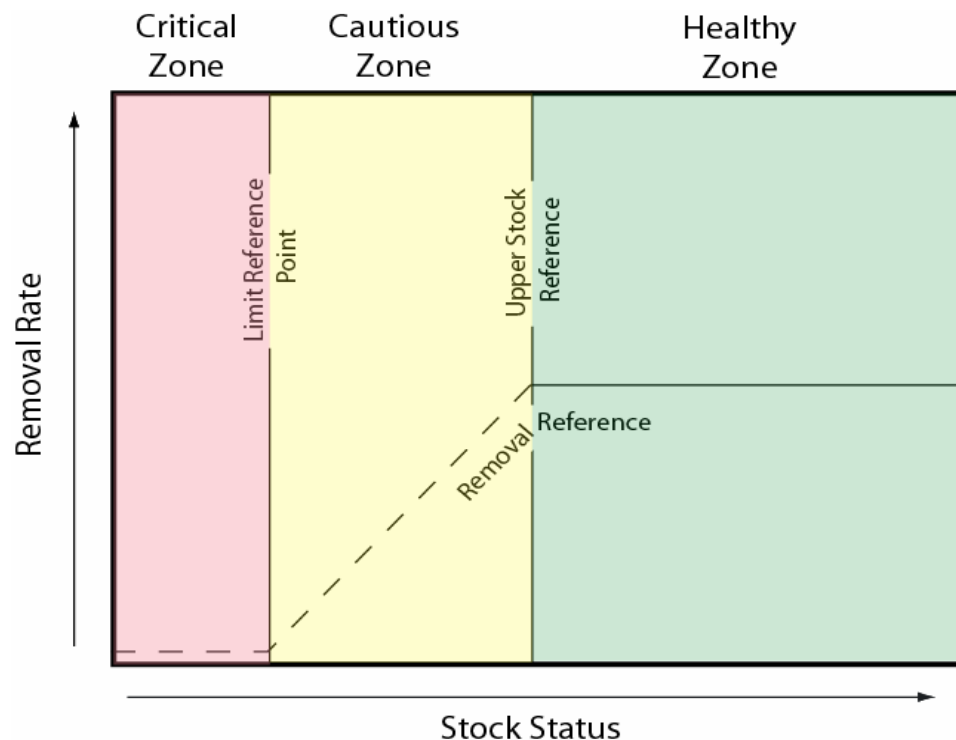 Critical
Zone
Cautious
Zone
Healthy
Zone
Removal Rate
Limit Reference
Point
Upper Stock
Reference
Removal Reference
Stock Status